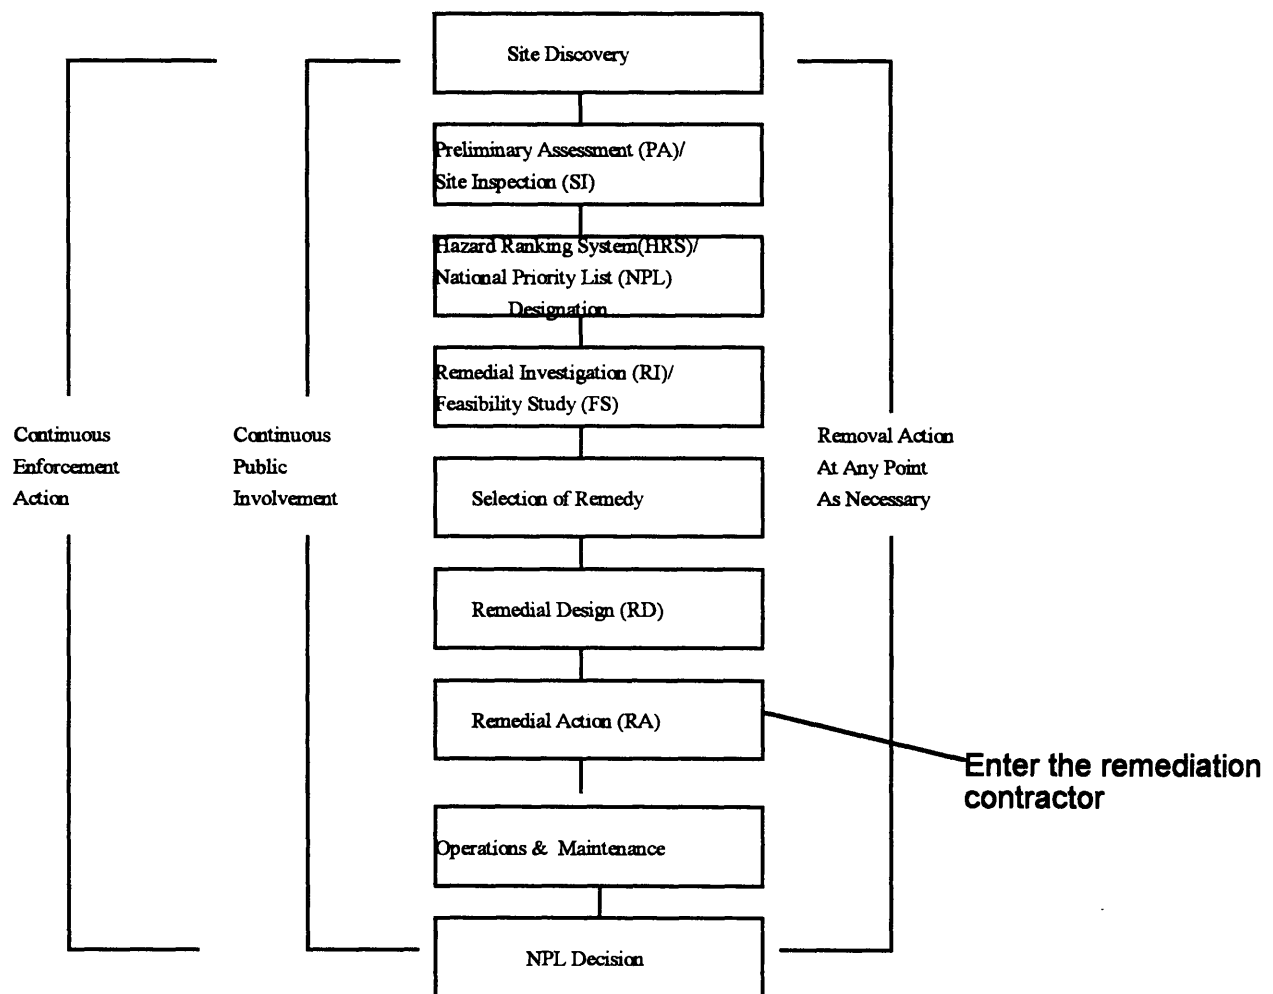 Site Discovery
Preliminary Assessment (PA)/
Site Inspection (SI)
Hazard Ranking System(HRS)/
National Priority List (NPL)
Designation
Remedial Investigation (RI)/
Feasibility Study (FS)
Continuous
Enforcement
Action
Continuous
Public
Involvement
Removal Action
At Any Point
As Necessary
Selection of Remedy
Remedial Design (RD)
Remedial Action (RA)
Enter the remediation
contractor
Operations & Maintenance
NPL Decision